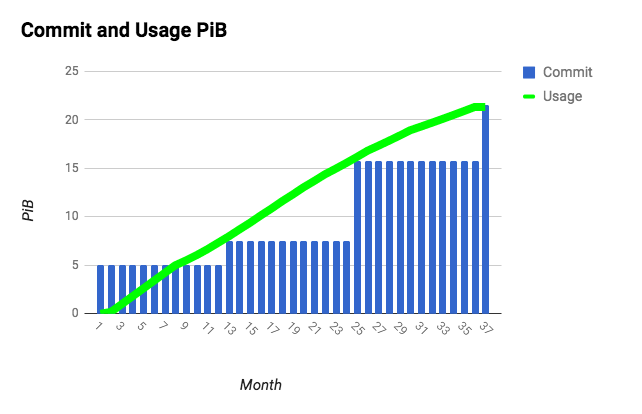 Commit and Usage PiB
25
20
15
10
5
0
PiB
Commit
Usage
1 3 5 7 9 11 13 15 17 19 21 23 25 27 29 31 33 35 37
Month